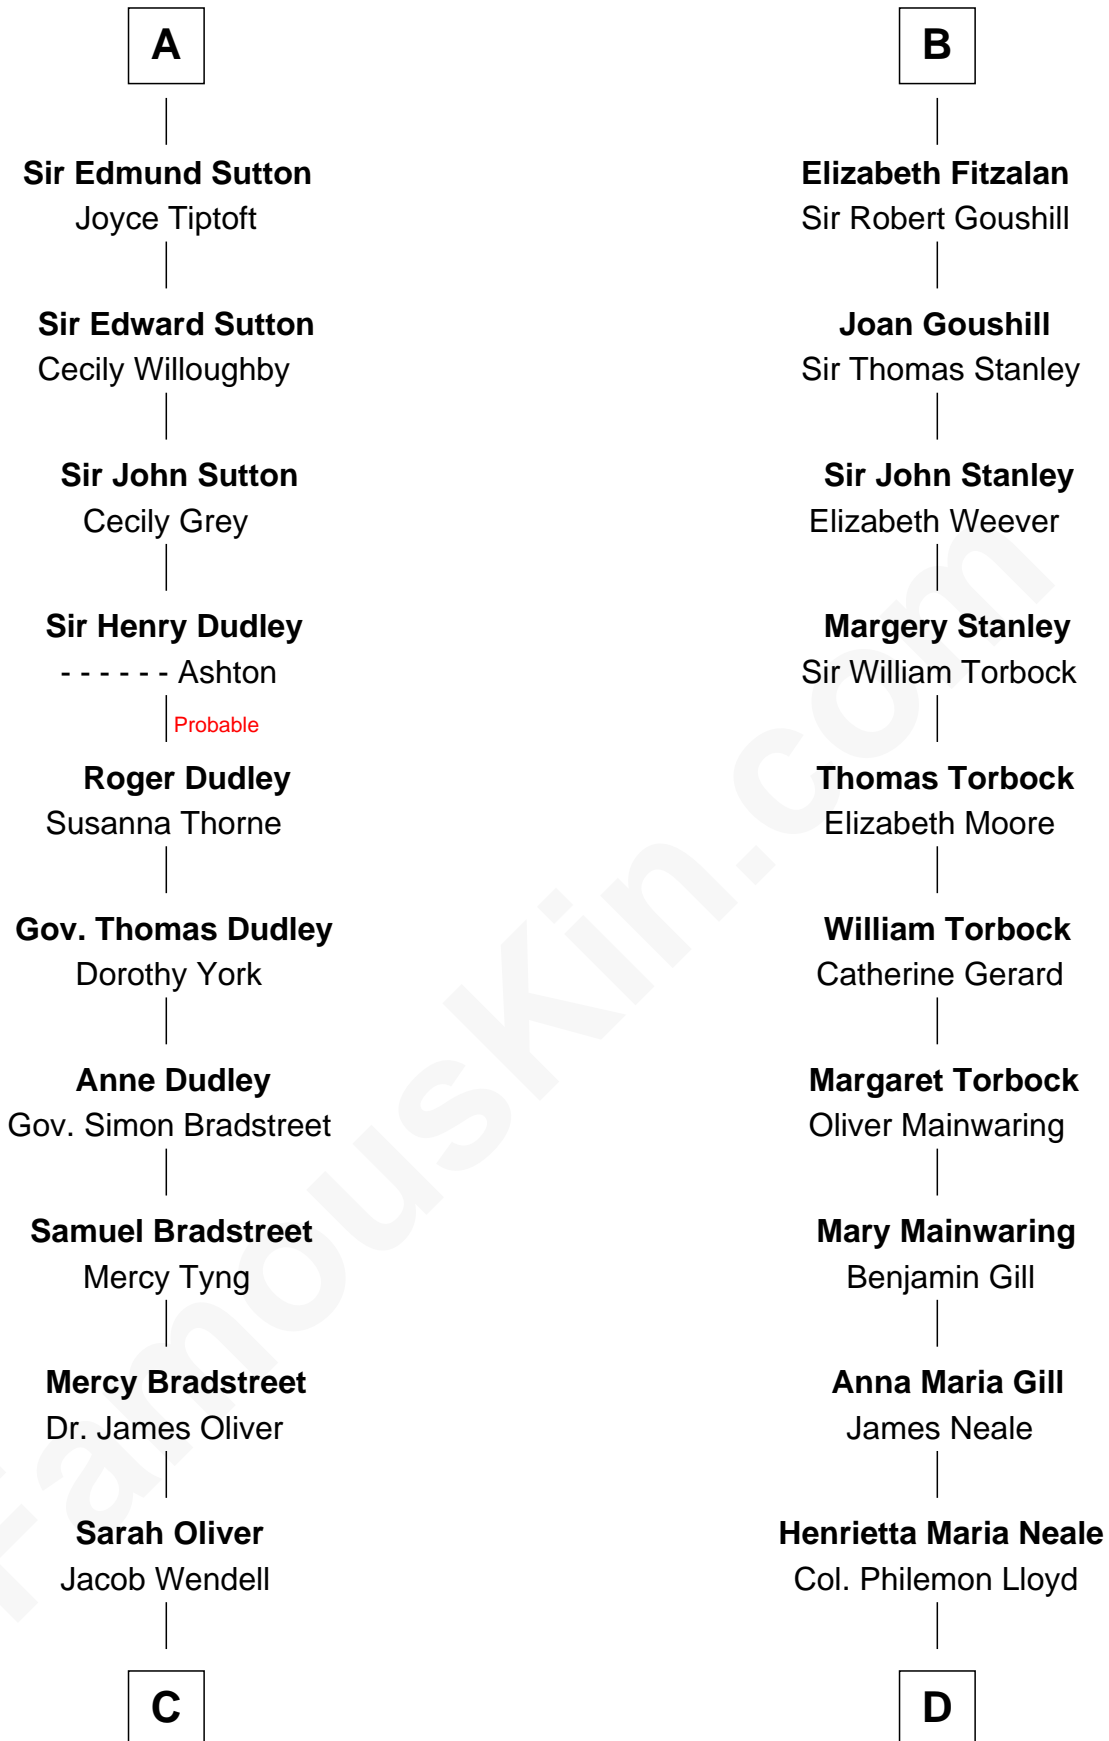 A
Sir Edmund Sutton
Joyce Tiptoft
Sir Edward Sutton
Cecily Willoughby
Sir John Sutton
Cecily Grey
Sir Henry Dudley
- - - - - - Ashton
Probable
Roger Dudley
Susanna Thorne
Gov. Thomas Dudley
Dorothy York
Anne Dudley
Gov. Simon Bradstreet
Samuel Bradstreet
Mercy Tyng
Mercy Bradstreet
Dr. James Oliver
Sarah Oliver
Jacob Wendell
C
B
Elizabeth Fitzalan
Sir Robert Goushill
Joan Goushill
Sir Thomas Stanley
Sir John Stanley
Elizabeth Weever
Margery Stanley
Sir William Torbock
Thomas Torbock
Elizabeth Moore
William Torbock
Catherine Gerard
Margaret Torbock
Oliver Mainwaring
Mary Mainwaring
Benjamin Gill
Anna Maria Gill
James Neale
Henrietta Maria Neale
Col. Philemon Lloyd
D
FamousKin.com